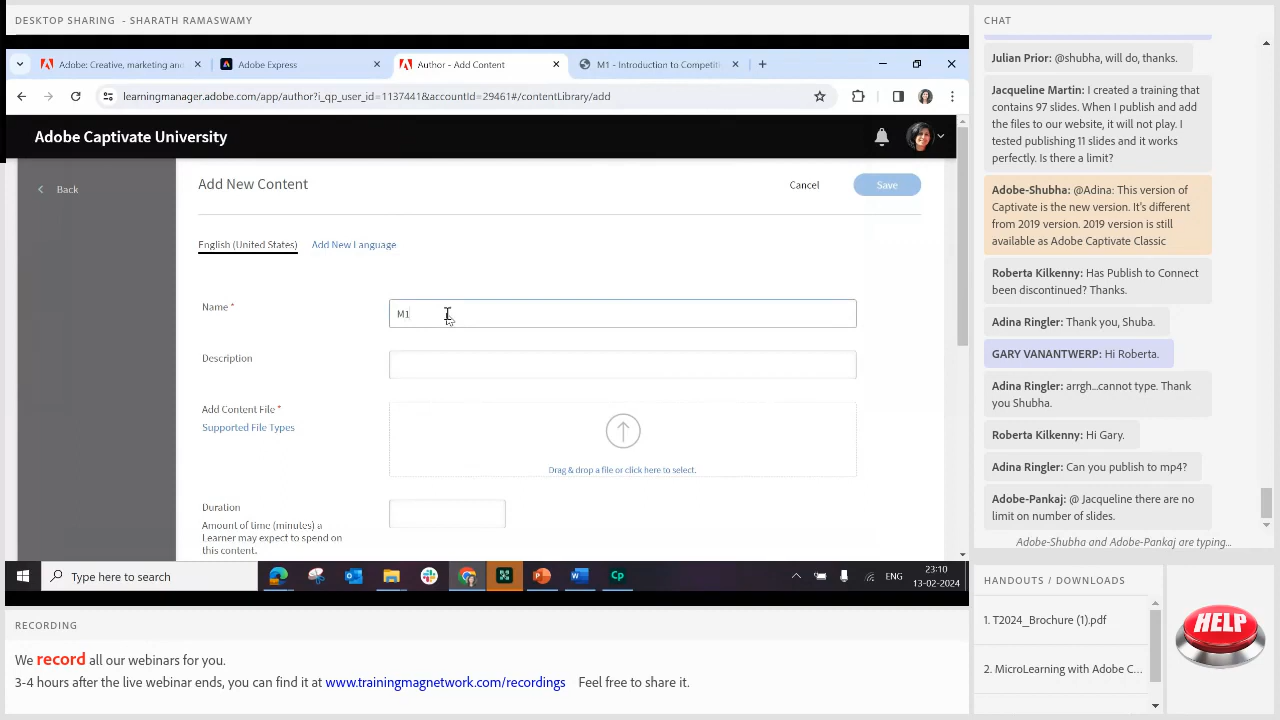 DESKTOP SHARING - SHARATH RAMASWAMY
Adobe: Creative, marketing and
Adobe Express
Author - Add Content
M1 - Introduction to Competit
learningmanager.adobe.com/app/author?i_qp_user_id=1137441&accountId=29461#/contentLibrary/add
Adobe Captivate University
Back
Add New Content
Cancel
Save
English (United States)
Add New Language
Name *
M1
Description
Add Content File *
Supported File Types
Drag & drop a file or click here to select.
Duration
Amount of time (minutes) a
Learner may expect to spend on
this content.
Type here to search
Cp
ENG
23:10
13-02-2024
RECORDING
We record all our webinars for you.
3-4 hours after the live webinar ends, you can find it at www.trainingmagnetwork.com/recordings Feel free to share it.
CHAT
Julian Prior: @shubha, will do, thanks.
Jacqueline Martin: I created a training that
contains 97 slides. When I publish and add
the files to our website, it will not play. I
tested publishing 11 slides and it works
perfectly. Is there a limit?
Adobe-Shubha: @Adina: This version of
Captivate is the new version. It's different
from 2019 version. 2019 version is still
available as Adobe Captivate Classic
Roberta Kilkenny: Has Publish to Connect
been discontinued? Thanks.
Adina Ringler: Thank you, Shuba.
GARY VANANTWERP: Hi Roberta.
Adina Ringler: arrgh...cannot type. Thank
you Shubha.
Roberta Kilkenny: Hi Gary.
Adina Ringler: Can you publish to mp4?
Adobe-Pankaj: @ Jacqueline there are no
limit on number of slides.
Adobe-Shubha and Adobe-Pankaj are typing...
HANDOUTS / DOWNLOADS
1. T2024_Brochure (1).pdf
2. MicroLearning with Adobe C...
HELP